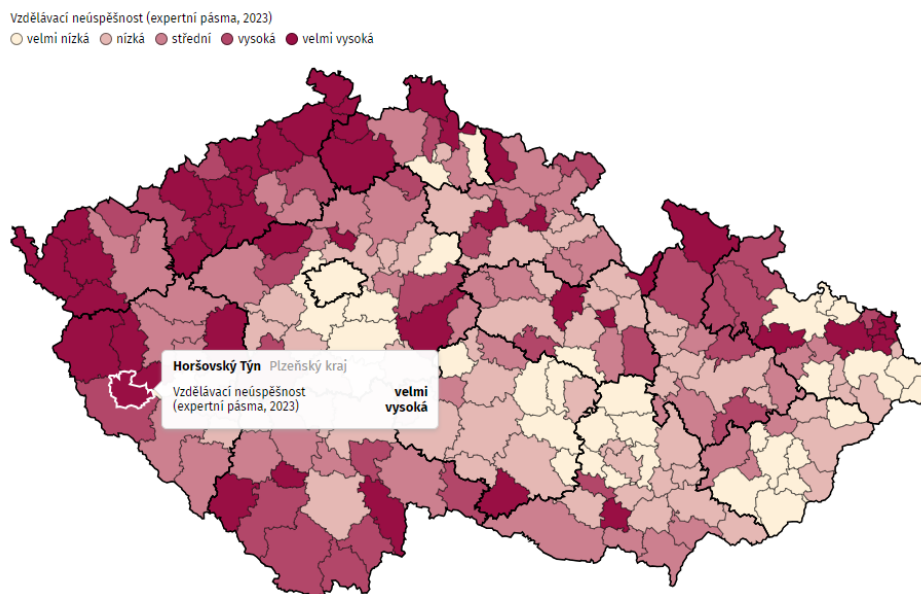 Vzdělávací neúspěšnost (expertní pásma, 2023)
velmi nízká nízká střední vysoká velmi vysoká
Horšovský Týn Plzeňský kraj
Vzdělávací neúspěšnost velmi
(expertní pásma, 2023) vysoká